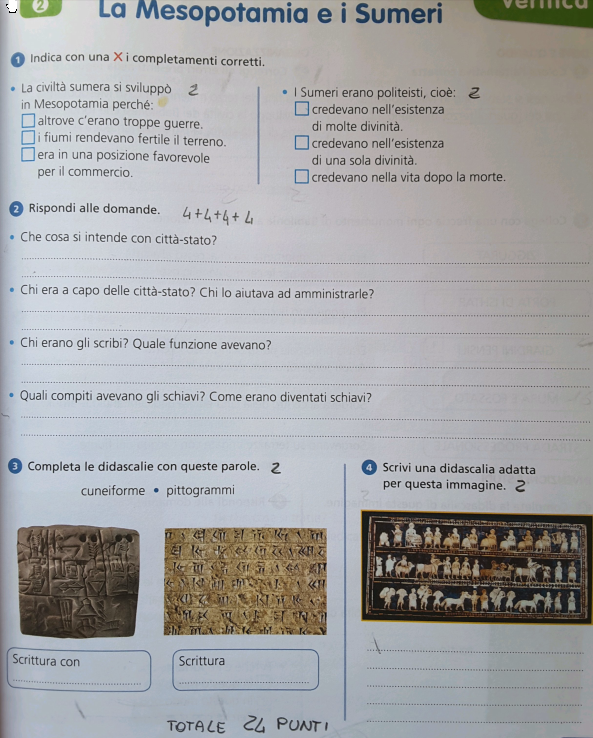 2
La Mesopotamia e i Sumeri
verifica
1 Indica con una X i completamenti corretti.
• La civiltà sumera si sviluppò 2
in Mesopotamia perché:
altrove c'erano troppe guerre.
i fiumi rendevano fertile il terreno.
era in una posizione favorevole
per il commercio.
• I Sumeri erano politeisti, cioè: 2
credevano nell'esistenza
di molte divinità.
credevano nell'esistenza
di una sola divinità.
credevano nella vita dopo la morte.
2 Rispondi alle domande. 4+4+4+4
• Che cosa si intende con città-stato?
• Chi era a capo delle città-stato? Chi lo aiutava ad amministrarle?
• Chi erano gli scribi? Quale funzione avevano?
• Quali compiti avevano gli schiavi? Come erano diventati schiavi?
3 Completa le didascalie con queste parole. 2
cuneiforme • pittogrammi
Scrittura con
Scrittura
4 Scrivi una didascalia adatta
per questa immagine. 2
TOTALE 24 PUNTI